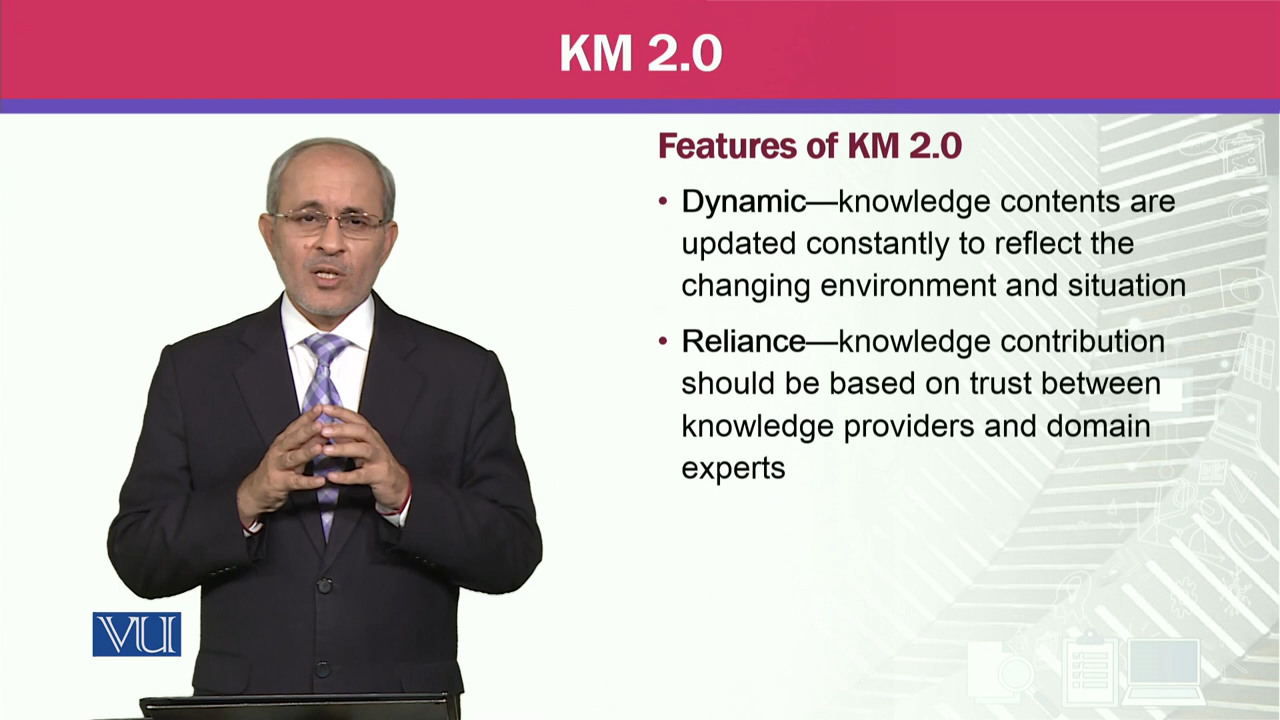 KM 2.0
Features of KM 2.0
• Dynamic—knowledge contents are
updated constantly to reflect the
changing environment and situation
• Reliance—knowledge contribution
should be based on trust between
knowledge providers and domain
experts
VU